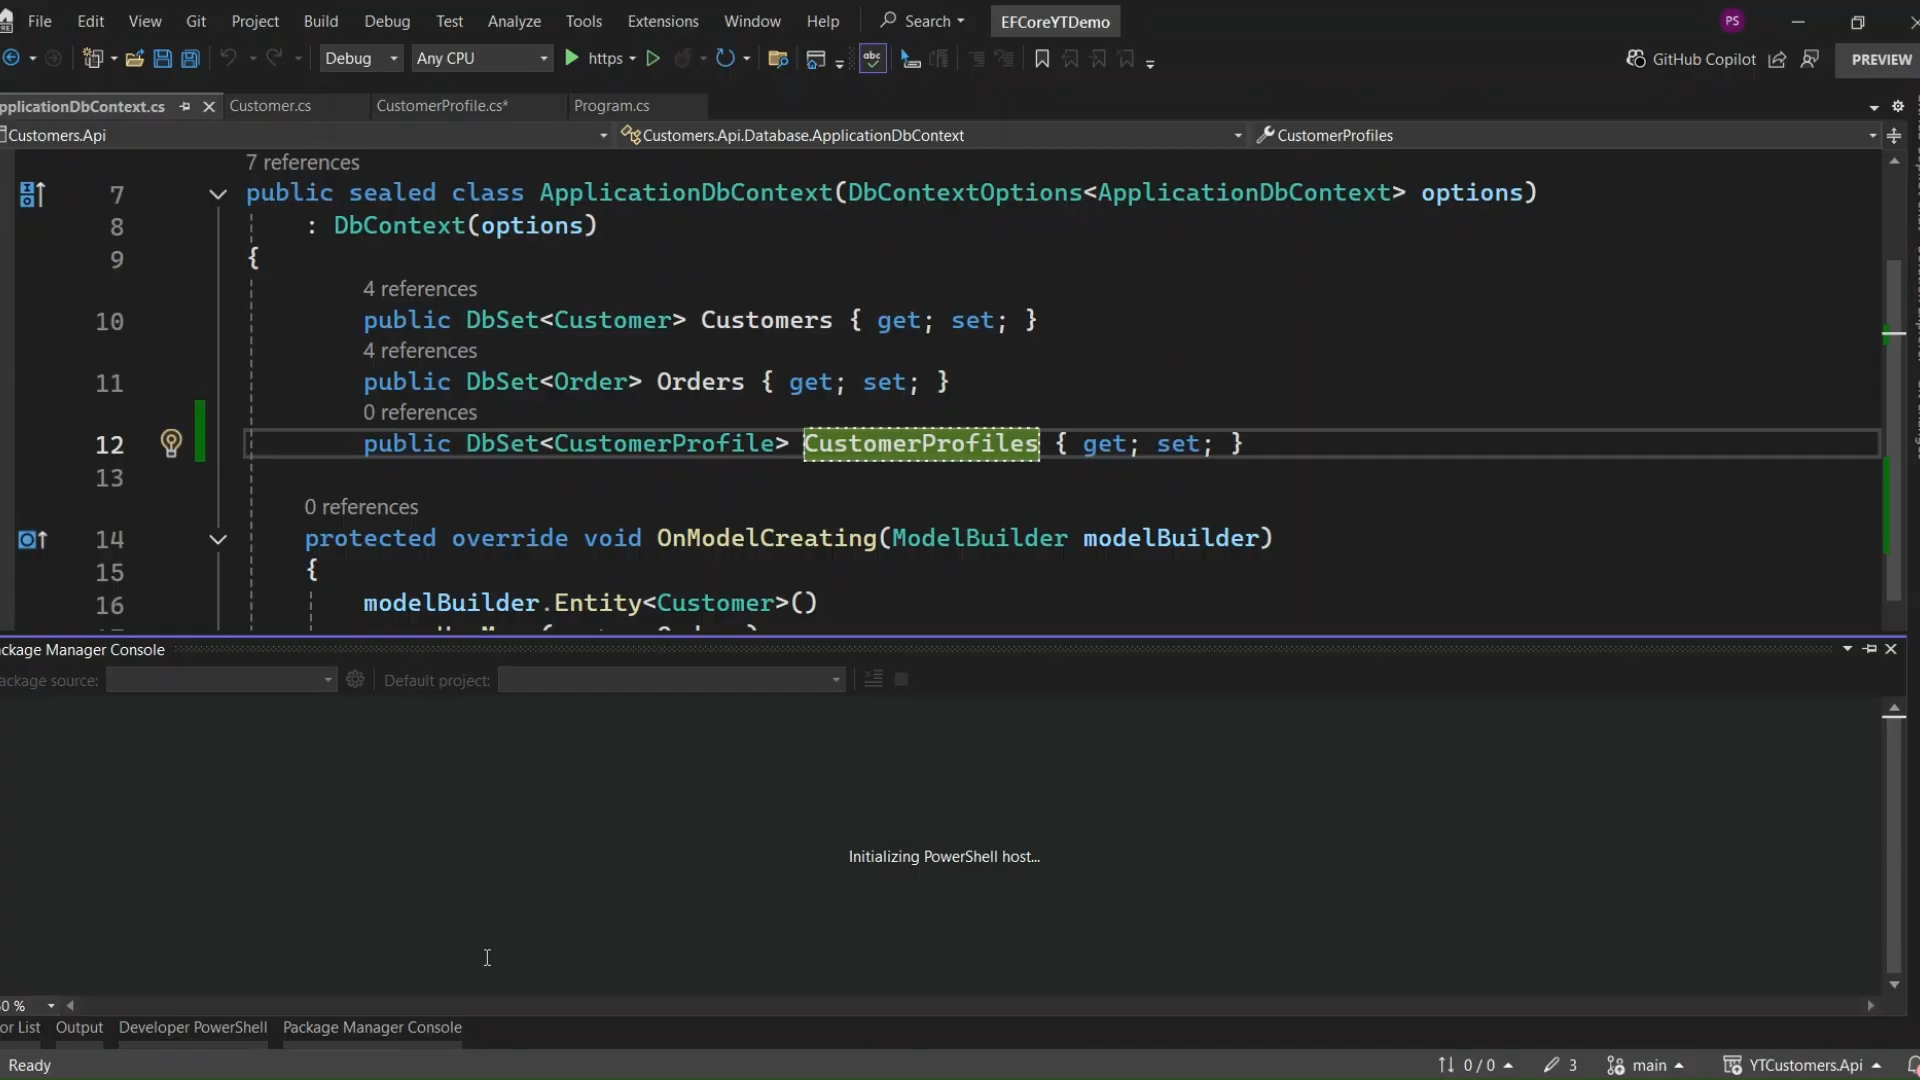 File Edit View Git Project Build Debug Test Analyze Tools Extensions Window Help Search EFCoreYTDemo PS
Debug Any CPU https abc GitHub Copilot PREVIEW
pplicationDbContext.cs Customer.cs CustomerProfile.cs* Program.cs
Customers.Api Customers.Api.Database.ApplicationDbContext CustomerProfiles
7 references
7 public sealed class ApplicationDbContext(DbContextOptions<ApplicationDbContext> options)
8 : DbContext(options)
9 {
4 references
10 public DbSet<Customer> Customers { get; set; }
4 references
11 public DbSet<Order> Orders { get; set; }
0 references
12 public DbSet<CustomerProfile> CustomerProfiles { get; set; }
13
0 references
14 protected override void OnModelCreating(ModelBuilder modelBuilder)
15 {
16 modelBuilder.Entity<Customer>()
ackage Manager Console
ackage source: Default project:
Initializing PowerShell host...
0 %
or List Output Developer PowerShell Package Manager Console
Ready 0 / 0 3 main YTCustomers.Api